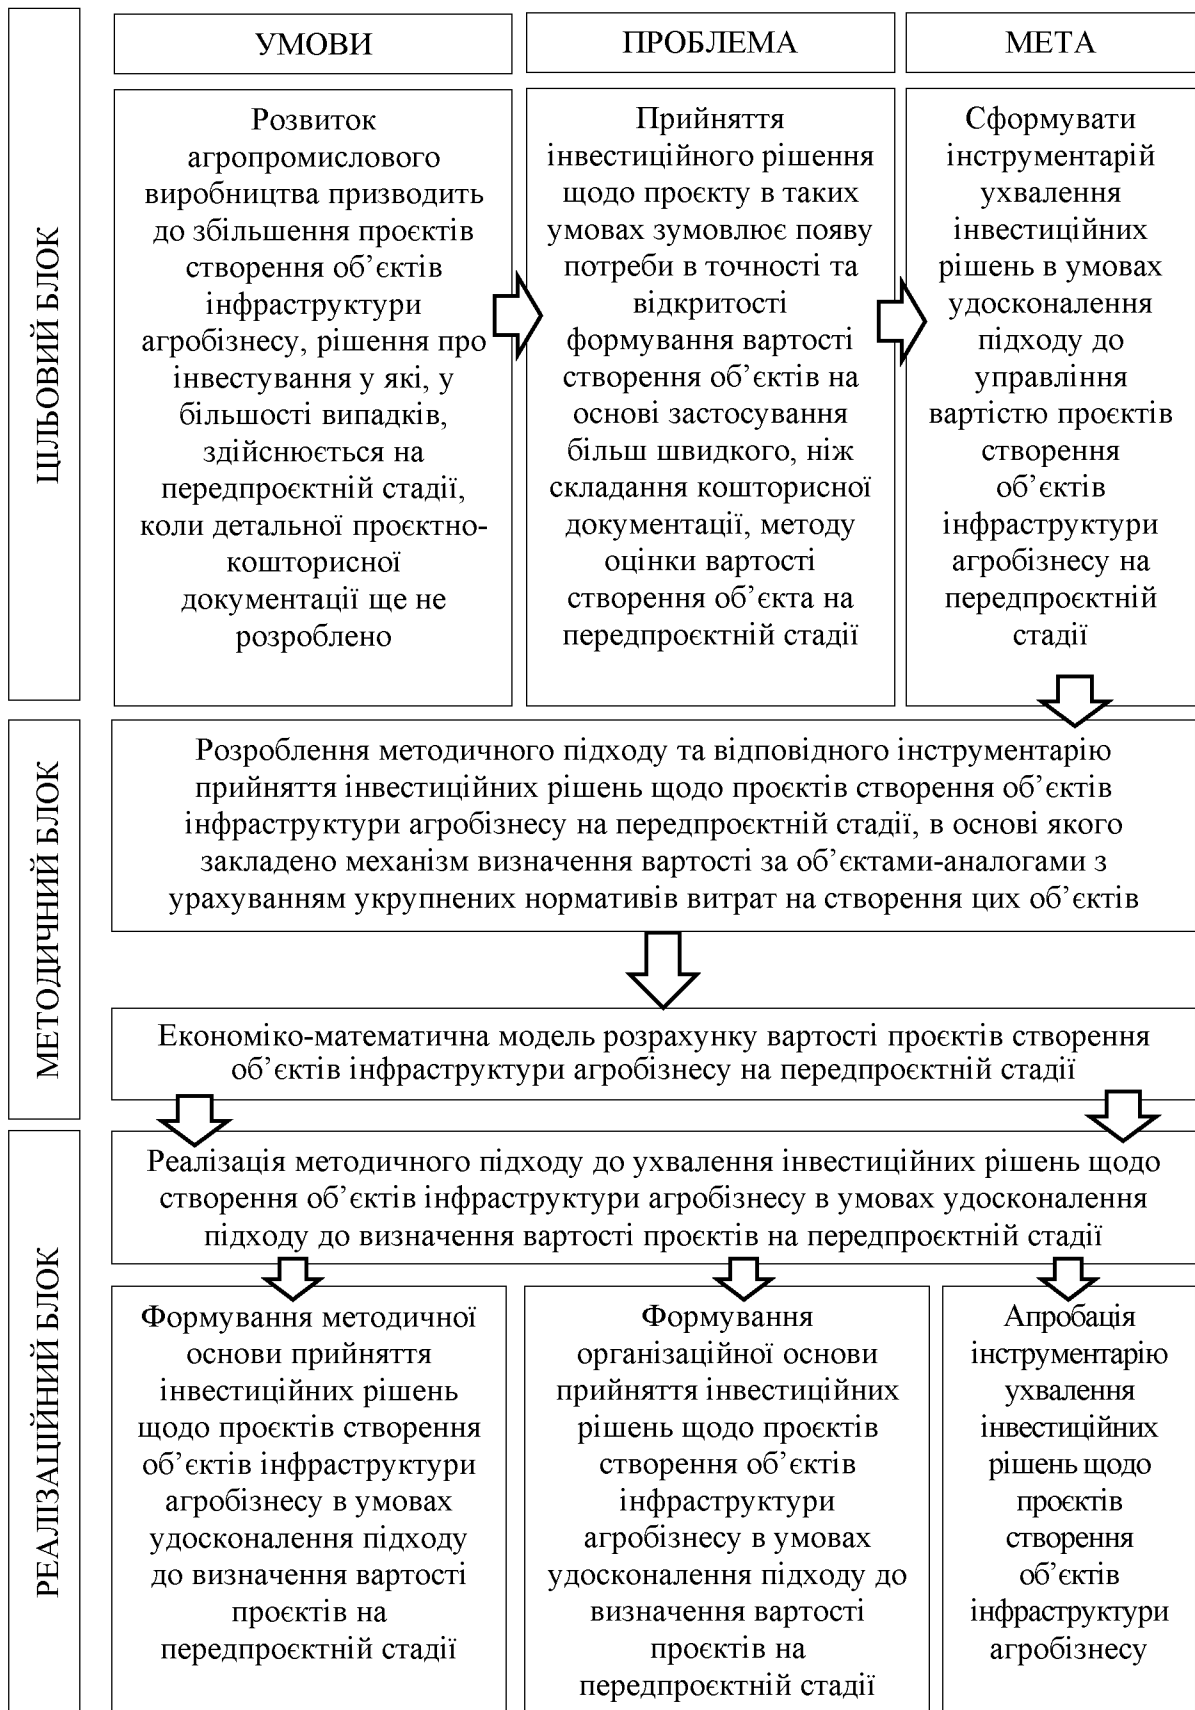 ЦІЛЬОВИЙ БЛОК
УМОВИ
ПРОБЛЕМА
МЕТА
Розвиток
агропромислового
виробництва призводить
до збільшення проєктів
створення об’єктів
інфраструктури
агробізнесу, рішення про
інвестування у які, у
більшості випадків,
здійснюється на
передпроєктній стадії,
коли детальної проєктно-
кошторисної
документації ще не
розроблено
Прийняття
інвестиційного рішення
щодо проєкту в таких
умовах зумовлює появу
потреби в точності та
відкритості
формування вартості
створення об’єктів на
основі застосування
більш швидкого, ніж
складання кошторисної
документації, методу
оцінки вартості
створення об’єкта на
передпроєктній стадії
Сформувати
інструментарій
ухвалення
інвестиційних
рішень в умовах
удосконалення
підходу до
управління
вартістю проєктів
створення
об’єктів
інфраструктури
агробізнесу на
передпроєктній
стадії
МЕТОДИЧНИЙ БЛОК
Розроблення методичного підходу та відповідного інструментарію
прийняття інвестиційних рішень щодо проєктів створення об’єктів
інфраструктури агробізнесу на передпроєктній стадії, в основі якого
закладено механізм визначення вартості за об’єктами-аналогами з
урахуванням укрупнених нормативів витрат на створення цих об’єктів
Економіко-математична модель розрахунку вартості проєктів створення
об’єктів інфраструктури агробізнесу на передпроєктній стадії
РЕАЛІЗАЦІЙНИЙ БЛОК
Реалізація методичного підходу до ухвалення інвестиційних рішень щодо
створення об’єктів інфраструктури агробізнесу в умовах удосконалення
підходу до визначення вартості проєктів на передпроєктній стадії
Формування методичної
основи прийняття
інвестиційних рішень
щодо проєктів створення
об’єктів інфраструктури
агробізнесу в умовах
удосконалення підходу
до визначення вартості
проєктів на
передпроєктній стадії
Формування
організаційної основи
прийняття інвестиційних
рішень щодо проєктів
створення об’єктів
інфраструктури
агробізнесу в умовах
удосконалення підходу до
визначення вартості
проєктів на
передпроєктній стадії
Апробація
інструментарію
ухвалення
інвестиційних
рішень щодо
проєктів
створення
об’єктів
інфраструктури
агробізнесу